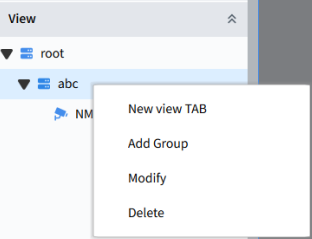 View
root
abc
NM
New view TAB
Add Group
Modify
Delete